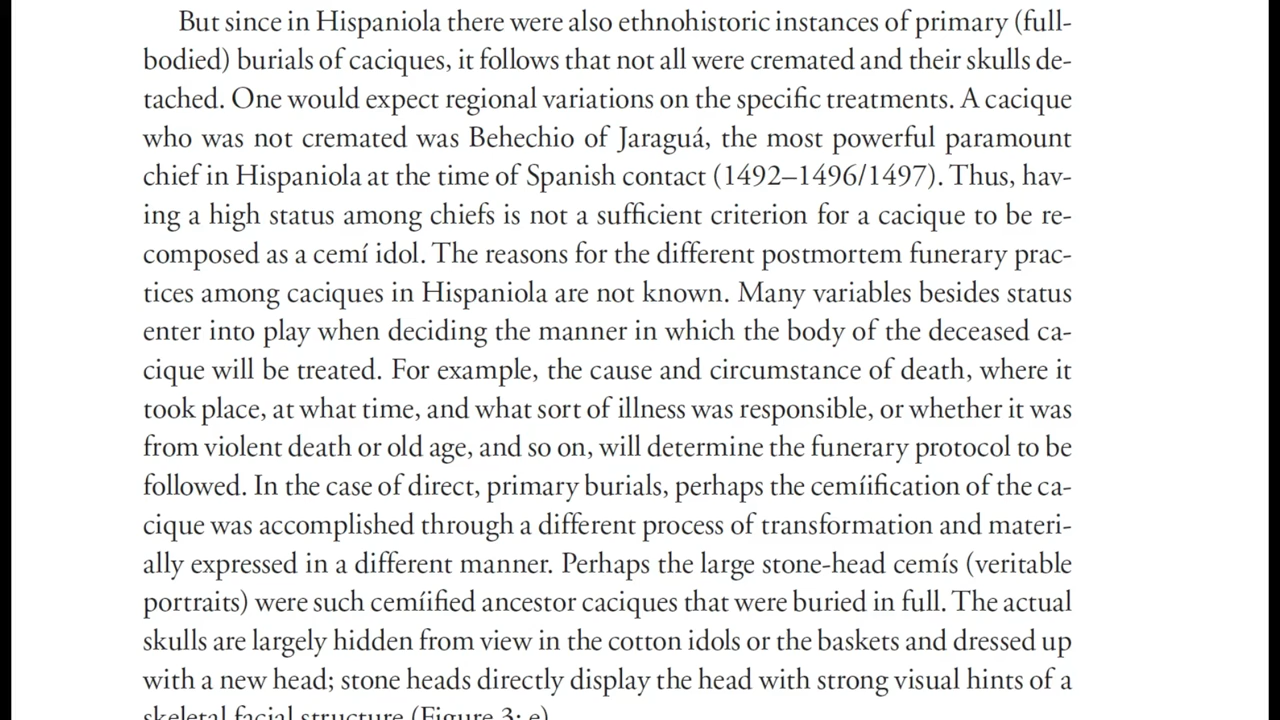 But since in Hispaniola there were also ethnohistoric instances of primary (full-
bodied) burials of caciques, it follows that not all were cremated and their skulls de-
tached. One would expect regional variations on the specific treatments. A cacique
who was not cremated was Behechio of Jaraguá, the most powerful paramount
chief in Hispaniola at the time of Spanish contact (1492–1496/1497). Thus, hav-
ing a high status among chiefs is not a sufficient criterion for a cacique to be re-
composed as a cemí idol. The reasons for the different postmortem funerary prac-
tices among caciques in Hispaniola are not known. Many variables besides status
enter into play when deciding the manner in which the body of the deceased ca-
cique will be treated. For example, the cause and circumstance of death, where it
took place, at what time, and what sort of illness was responsible, or whether it was
from violent death or old age, and so on, will determine the funerary protocol to be
followed. In the case of direct, primary burials, perhaps the cemíification of the ca-
cique was accomplished through a different process of transformation and materi-
ally expressed in a different manner. Perhaps the large stone-head cemís (veritable
portraits) were such cemíified ancestor caciques that were buried in full. The actual
skulls are largely hidden from view in the cotton idols or the baskets and dressed up
with a new head; stone heads directly display the head with strong visual hints of a
skeletal facial structure (Figure 3: e)